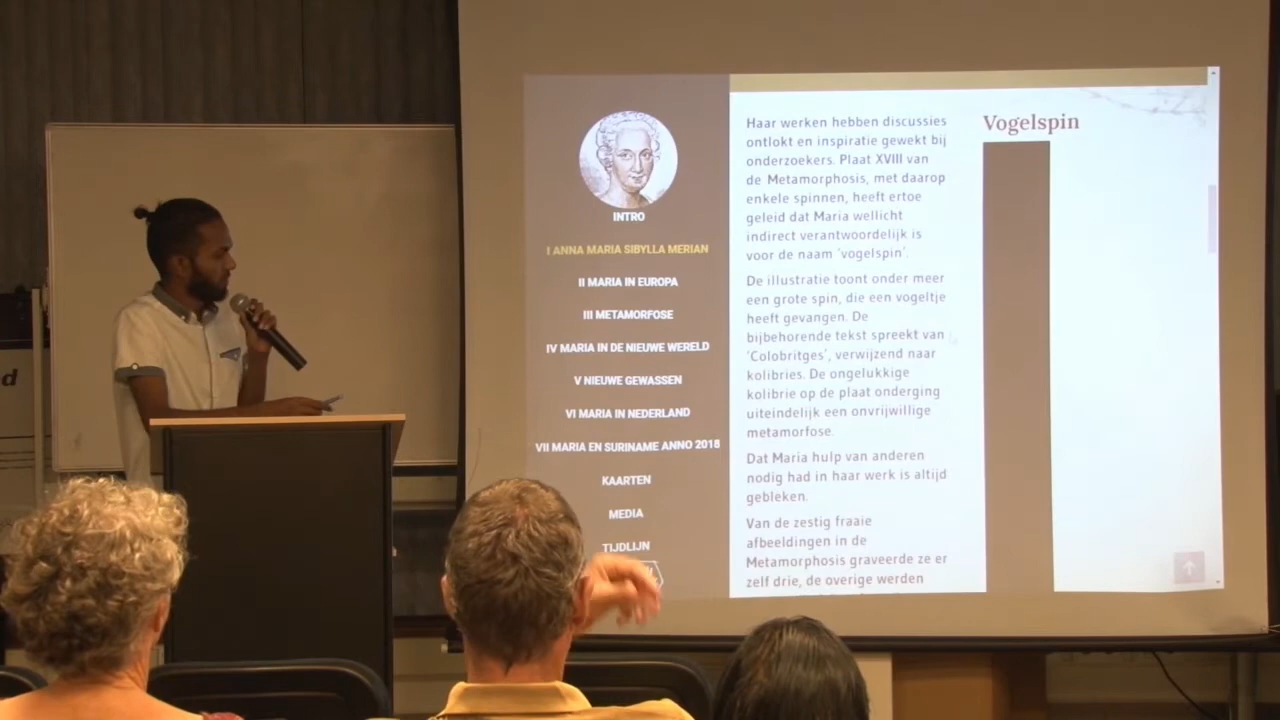 INTRO
I ANNA MARIA SIBYLLA MERIAN
II MARIA IN EUROPA
III METAMORFOSE
IV MARIA IN DE NIEUWE WERELD
V NIEUWE GEWASSEN
VI MARIA IN NEDERLAND
VII MARIA EN SURINAME ANNO 2018
KAARTEN
MEDIA
TIJDLIJN
Haar werken hebben discussies
ontlokt en inspiratie gewekt bij
onderzoekers. Plaat XVIII van
de Metamorphosis, met daarop
enkele spinnen, heeft ertoe
geleid dat Maria wellicht
indirect verantwoordelijk is
voor de naam ‘vogelspin’.
De illustratie toont onder meer
een grote spin, die een vogeltje
heeft gevangen. De
bijbehorende tekst spreekt van
‘Colobritges’, verwijzend naar
kolibries. De ongelukkige
kolibrie op de plaat onderging
uiteindelijk een onvrijwillige
metamorfose.
Dat Maria hulp van anderen
nodig had in haar werk is altijd
gebleken.
Van de zestig fraaie
afbeeldingen in de
Metamorphosis graveerde ze er
zelf drie, de overige werden
Vogelspin